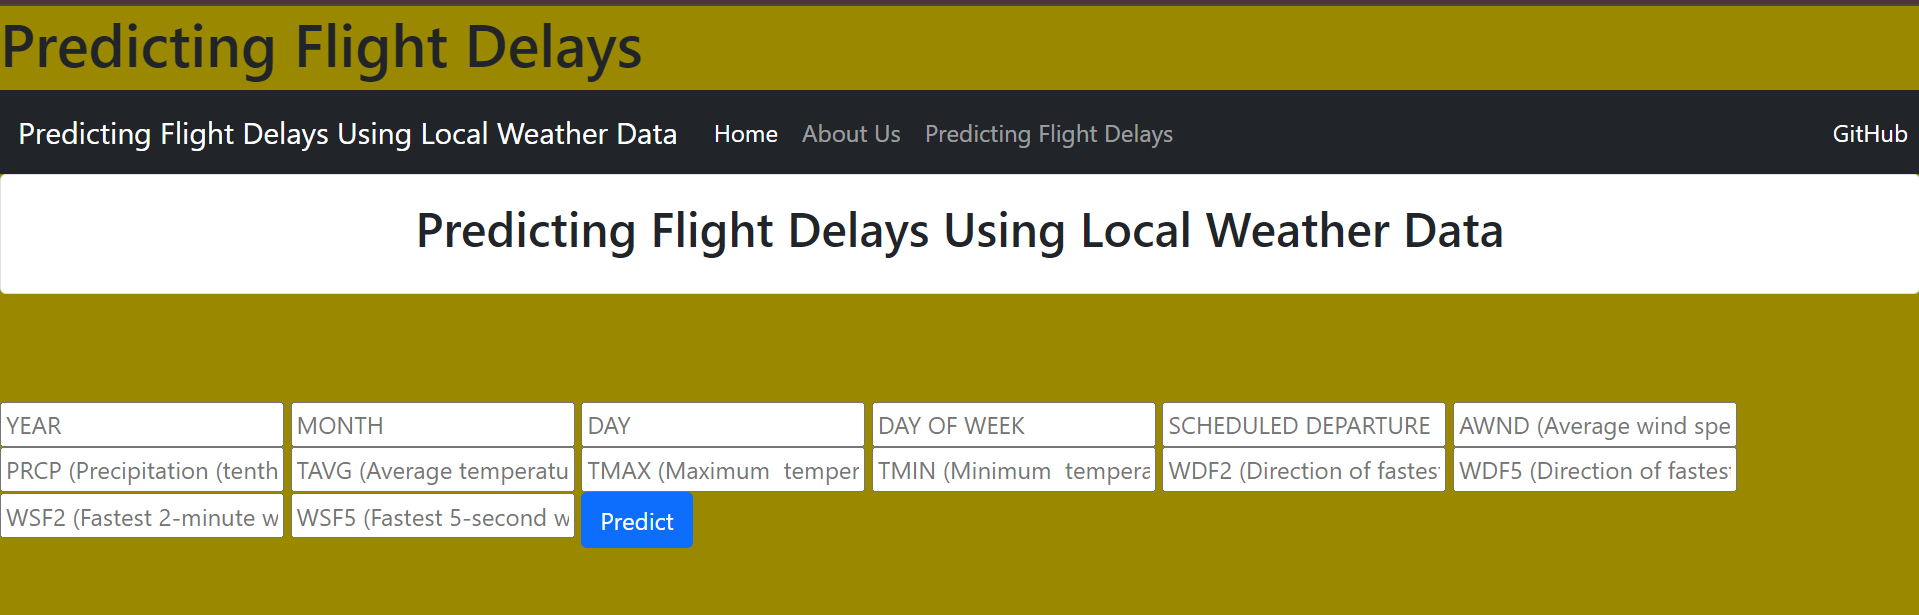 Predicting Flight Delays
Predicting Flight Delays Using Local Weather Data Home About Us Predicting Flight Delays GitHub
Predicting Flight Delays Using Local Weather Data
YEAR MONTH DAY DAY OF WEEK SCHEDULED DEPARTURE AWND (Average wind spe
PRCP (Precipitation (tenth TAVG (Average temperatu TMAX (Maximum  temper TMIN (Minimum  tempera WDF2 (Direction of fastest WDF5 (Direction of fastest
WSF2 (Fastest 2-minute w WSF5 (Fastest 5-second w Predict